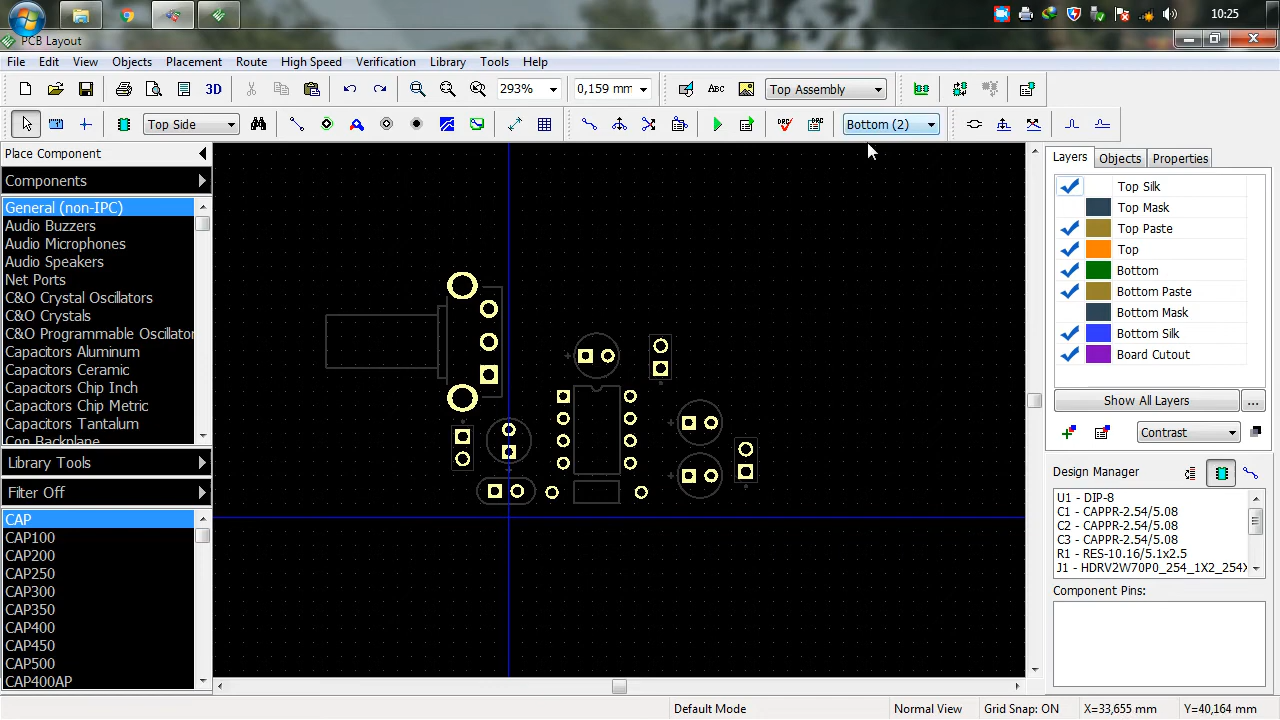 10:25
PCB Layout
File Edit View Objects Placement Route High Speed Verification Library Tools Help
3D 293% 0,159 mm ABC Top Assembly
Top Side Bottom (2)
Place Component
Components
General (non-IPC)
Audio Buzzers
Audio Microphones
Audio Speakers
Net Ports
C&O Crystal Oscillators
C&O Crystals
C&O Programmable Oscillator
Capacitors Aluminum
Capacitors Ceramic
Capacitors Chip Inch
Capacitors Chip Metric
Capacitors Tantalum
Con Backplane
Library Tools
Filter Off
CAP
CAP100
CAP200
CAP250
CAP300
CAP350
CAP400
CAP450
CAP500
CAP400AP
Layers Objects Properties
Top Silk
Top Mask
Top Paste
Top
Bottom
Bottom Paste
Bottom Mask
Bottom Silk
Board Cutout
Show All Layers ...
Contrast
Design Manager
U1 - DIP-8
C1 - CAPPR-2.54/5.08
C2 - CAPPR-2.54/5.08
C3 - CAPPR-2.54/5.08
R1 - RES-10.16/5.1x2.5
J1 - HDRV2W70P0_254_1X2_254X
Component Pins:
Default Mode Normal View Grid Snap: ON X=33,655 mm Y=40,164 mm